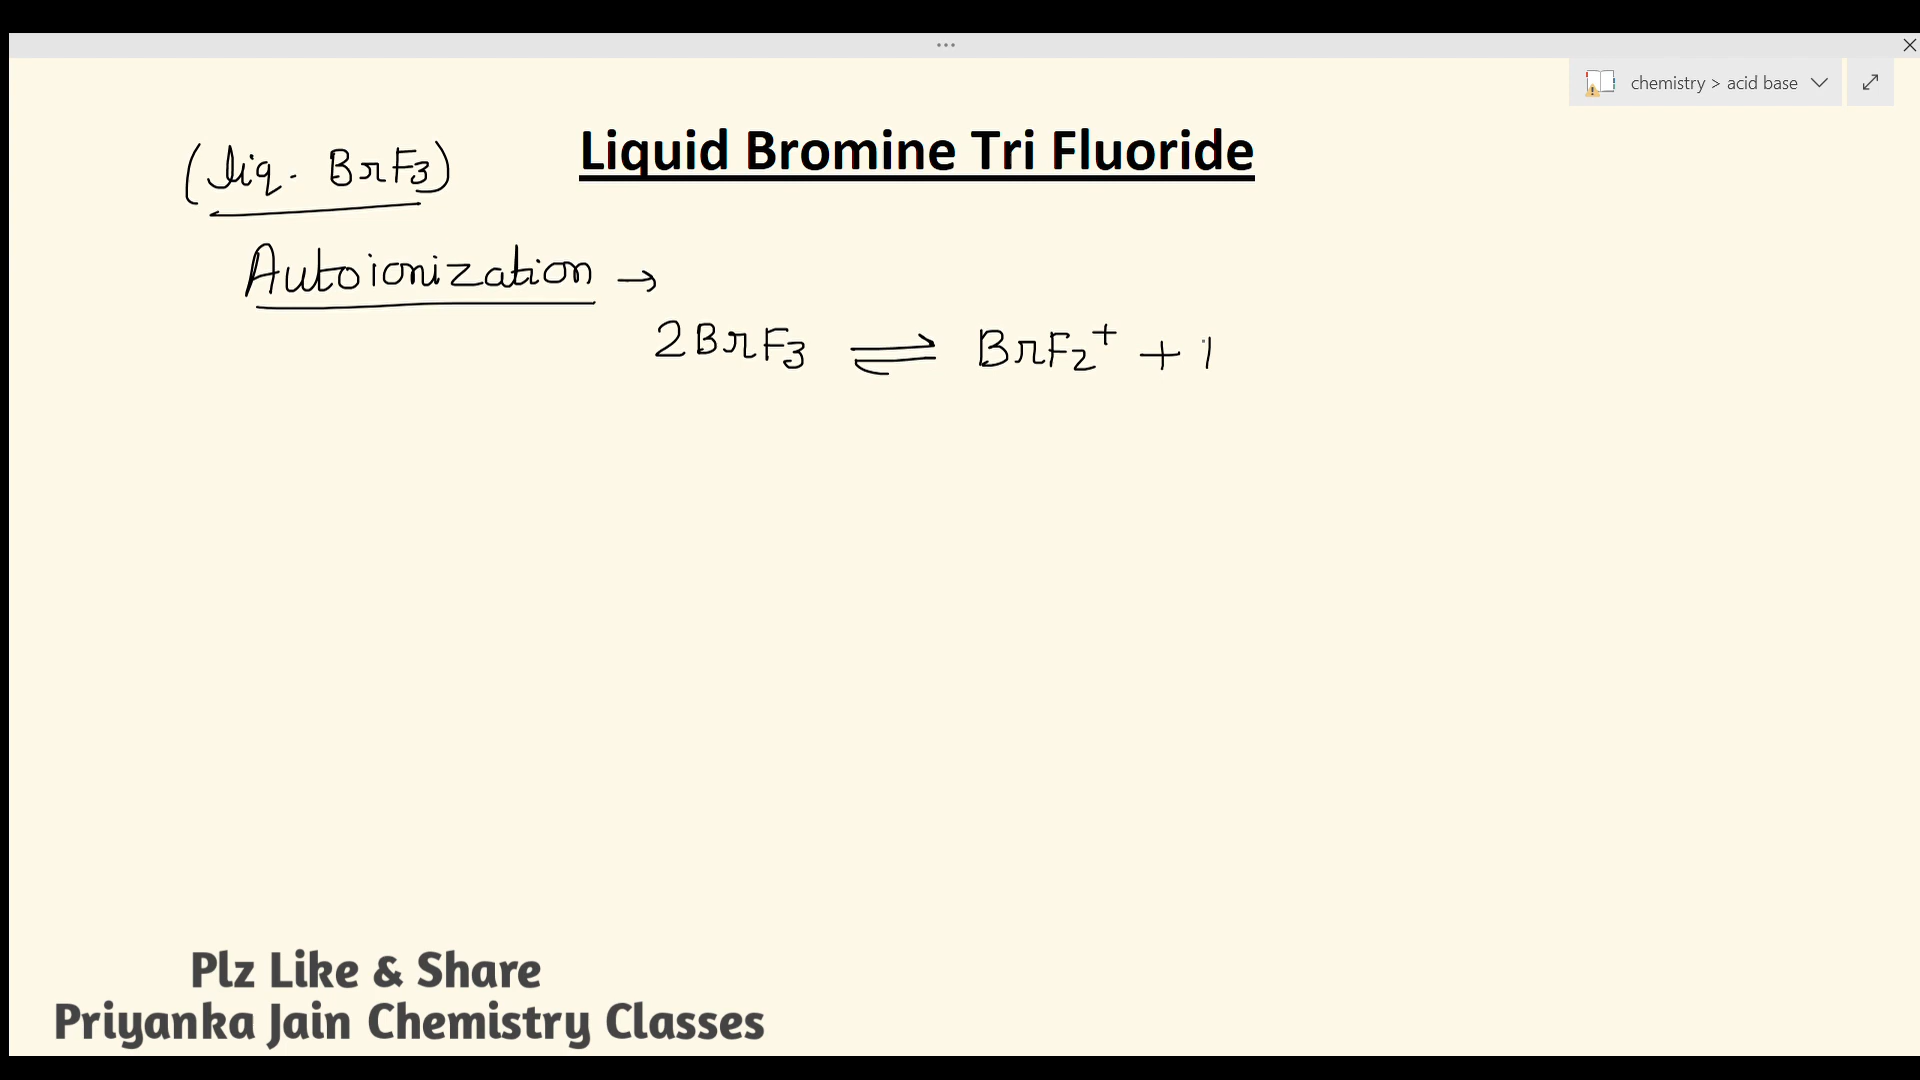 chemistry > acid base
Liquid Bromine Tri Fluoride
(liq. BrF3)
Autoionization →
2BrF3 ⇌ BrF2+ +
Plz Like & Share
Priyanka Jain Chemistry Classes